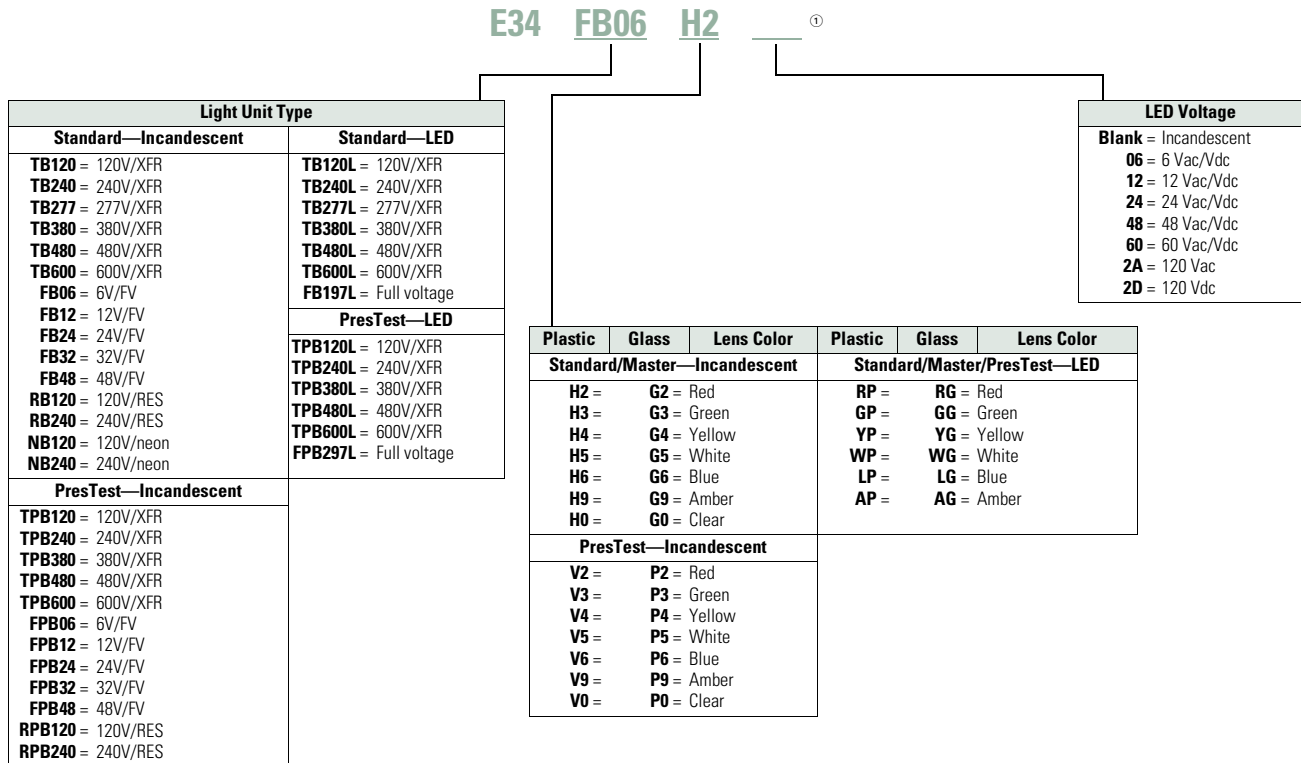 E34 FB06 H2 ①
Light Unit Type
Standard—Incandescent
TB120 = 120V/XFR
TB240 = 240V/XFR
TB277 = 277V/XFR
TB380 = 380V/XFR
TB480 = 480V/XFR
TB600 = 600V/XFR
FB06 = 6V/FV
FB12 = 12V/FV
FB24 = 24V/FV
FB32 = 32V/FV
FB48 = 48V/FV
RB120 = 120V/RES
RB240 = 240V/RES
NB120 = 120V/neon
NB240 = 240V/neon
PresTest—Incandescent
TPB120 = 120V/XFR
TPB240 = 240V/XFR
TPB380 = 380V/XFR
TPB480 = 480V/XFR
TPB600 = 600V/XFR
FPB06 = 6V/FV
FPB12 = 12V/FV
FPB24 = 24V/FV
FPB32 = 32V/FV
FPB48 = 48V/FV
RPB120 = 120V/RES
RPB240 = 240V/RES
Standard—LED
TB120L = 120V/XFR
TB240L = 240V/XFR
TB277L = 277V/XFR
TB380L = 380V/XFR
TB480L = 480V/XFR
TB600L = 600V/XFR
FB197L = Full voltage
PresTest—LED
TPB120L = 120V/XFR
TPB240L = 240V/XFR
TPB380L = 380V/XFR
TPB480L = 480V/XFR
TPB600L = 600V/XFR
FPB297L = Full voltage
Plastic Glass Lens Color
Standard/Master—Incandescent
H2 = G2 = Red
H3 = G3 = Green
H4 = G4 = Yellow
H5 = G5 = White
H6 = G6 = Blue
H9 = G9 = Amber
H0 = G0 = Clear
PresTest—Incandescent
V2 = P2 = Red
V3 = P3 = Green
V4 = P4 = Yellow
V5 = P5 = White
V6 = P6 = Blue
V9 = P9 = Amber
V0 = P0 = Clear
Plastic Glass Lens Color
Standard/Master/PresTest—LED
RP = RG = Red
GP = GG = Green
YP = YG = Yellow
WP = WG = White
LP = LG = Blue
AP = AG = Amber
LED Voltage
Blank = Incandescent
06 = 6 Vac/Vdc
12 = 12 Vac/Vdc
24 = 24 Vac/Vdc
48 = 48 Vac/Vdc
60 = 60 Vac/Vdc
2A = 120 Vac
2D = 120 Vdc